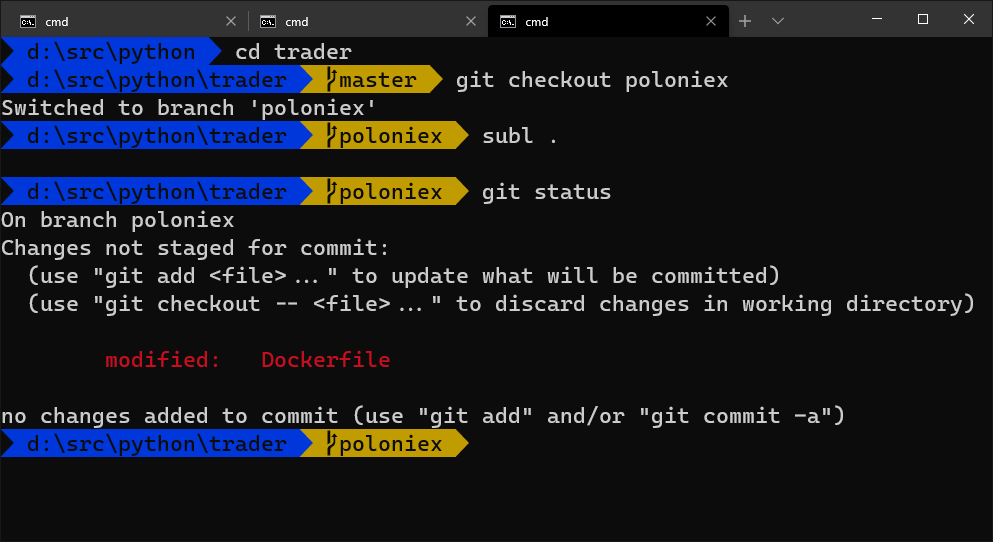 cmd
cmd
cmd
d:\src\python cd trader
d:\src\python\trader master git checkout poloniex
Switched to branch 'poloniex'
d:\src\python\trader poloniex subl .
d:\src\python\trader poloniex git status
On branch poloniex
Changes not staged for commit:
(use "git add <file>..." to update what will be committed)
(use "git checkout -- <file>..." to discard changes in working directory)
modified: Dockerfile
no changes added to commit (use "git add" and/or "git commit -a")
d:\src\python\trader poloniex